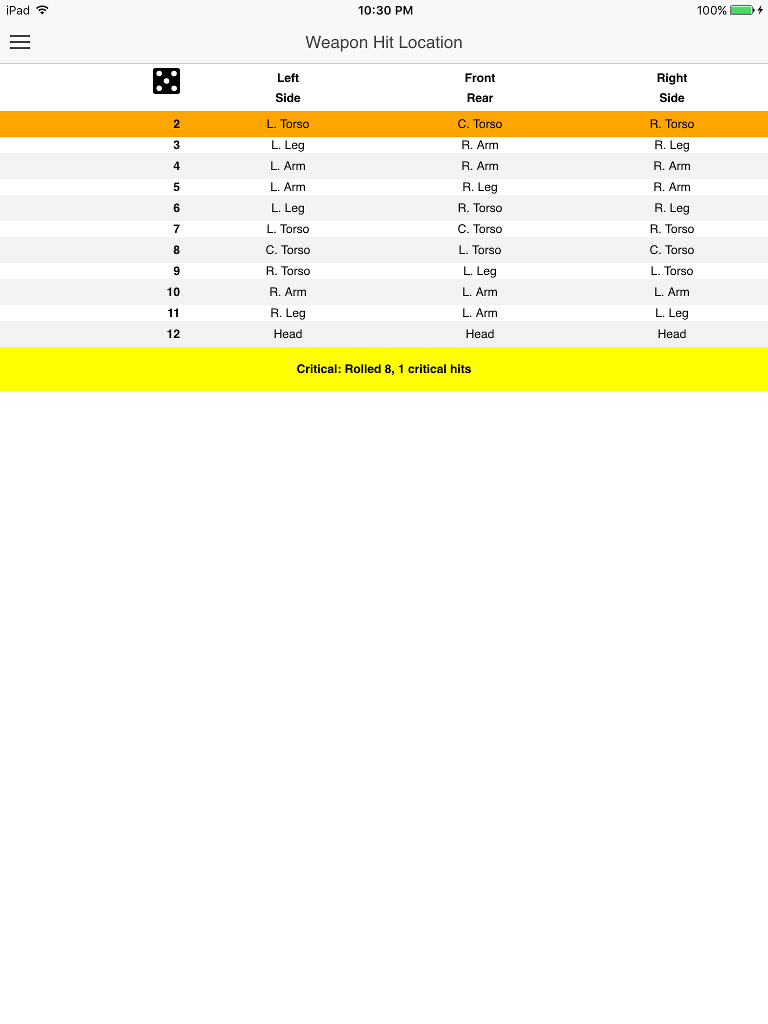 iPad 10:30 PM 100%
Weapon Hit Location
Left Front Right
Side Rear Side
2 L. Torso C. Torso R. Torso
3 L. Leg R. Arm R. Leg
4 L. Arm R. Arm R. Arm
5 L. Arm R. Leg R. Arm
6 L. Leg R. Torso R. Leg
7 L. Torso C. Torso R. Torso
8 C. Torso L. Torso C. Torso
9 R. Torso L. Leg L. Torso
10 R. Arm L. Arm L. Arm
11 R. Leg L. Arm L. Leg
12 Head Head Head
Critical: Rolled 8, 1 critical hits